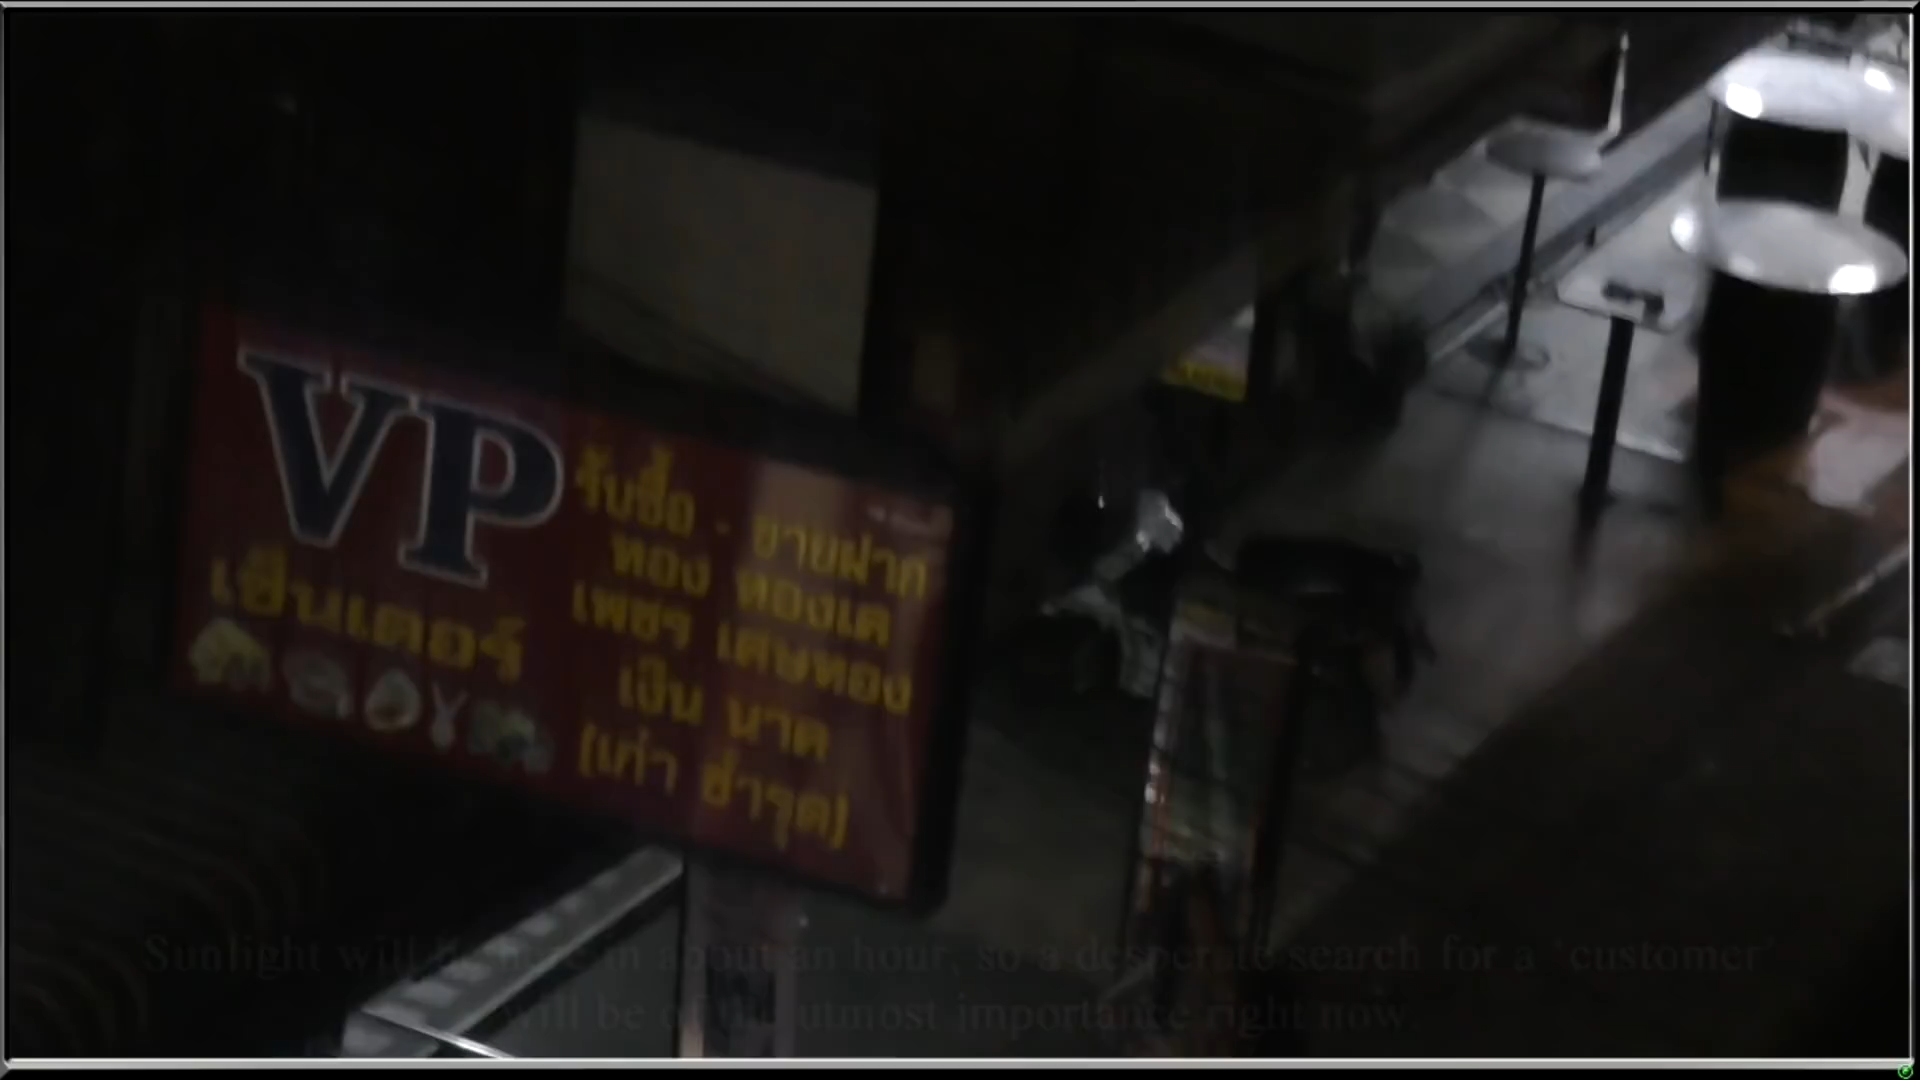 VP
เซ็นเตอร์
รับซื้อ - ขายฝาก
ทอง ทองเค
เพชร เศษทอง
เงิน นาค
(เก่า ชำรุด)
Sunlight will be here in about an hour, so a desperate search for a 'customer'
will be of the utmost importance right now.